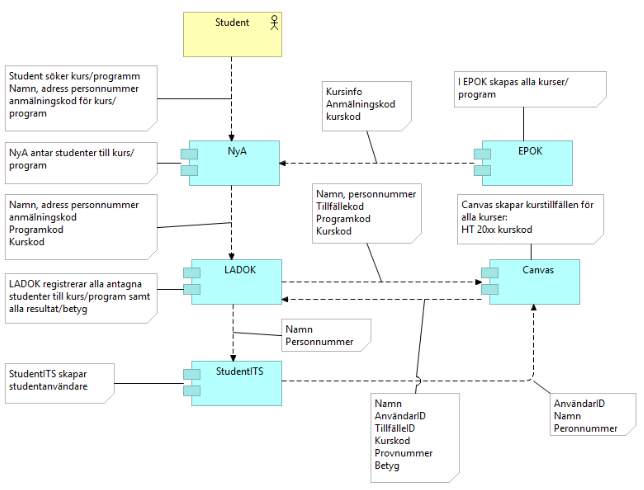 Student
Student söker kurs/programm
Namn, adress personnummer
anmälningskod för kurs/
program
Kursinfo
Anmälningskod
kurskod
I EPOK skapas alla kurser/
program
NyA antar studenter till kurs/
program
NyA
EPOK
Namn, adress personnummer
anmälningskod
Programkod
Kurskod
Namn, personnummer
Tillfällekod
Programkod
Kurskod
Canvas skapar kurstillfällen för
alla kurser:
HT 20xx kurskod
LADOK registrerar alla antagna
studenter till kurs/program samt
alla resultat/betyg
LADOK
Canvas
Namn
Personnummer
StudentITS skapar
studentanvändare
StudentITS
Namn
AnvändarID
TillfälleID
Kurskod
Provnummer
Betyg
AnvändarID
Namn
Peronnummer